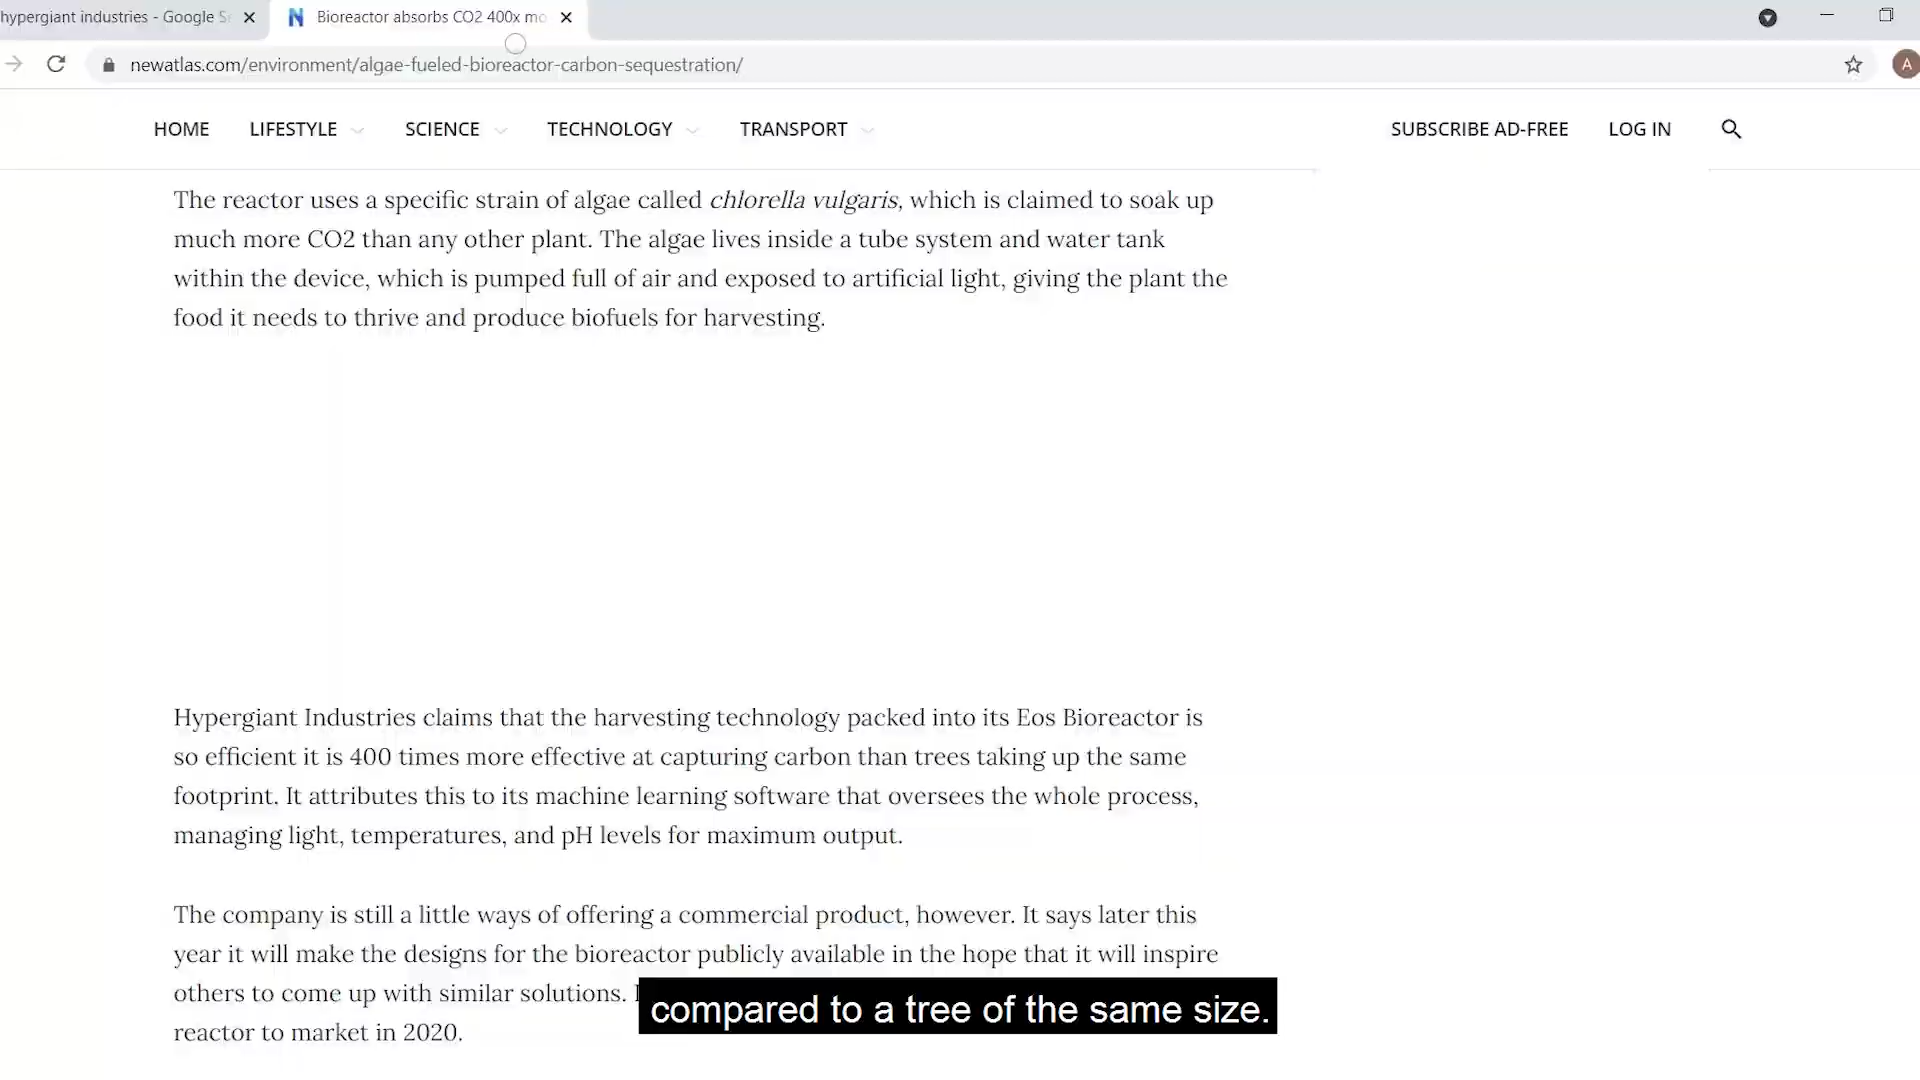 hypergiant industries - Google S
Bioreactor absorbs CO2 400x mo
newatlas.com/environment/algae-fueled-bioreactor-carbon-sequestration/
A
HOME LIFESTYLE SCIENCE TECHNOLOGY TRANSPORT SUBSCRIBE AD-FREE LOG IN
The reactor uses a specific strain of algae called chlorella vulgaris, which is claimed to soak up
much more CO2 than any other plant. The algae lives inside a tube system and water tank
within the device, which is pumped full of air and exposed to artificial light, giving the plant the
food it needs to thrive and produce biofuels for harvesting.
Hypergiant Industries claims that the harvesting technology packed into its Eos Bioreactor is
so efficient it is 400 times more effective at capturing carbon than trees taking up the same
footprint. It attributes this to its machine learning software that oversees the whole process,
managing light, temperatures, and pH levels for maximum output.
The company is still a little ways of offering a commercial product, however. It says later this
year it will make the designs for the bioreactor publicly available in the hope that it will inspire
others to come up with similar solutions.
reactor to market in 2020.
compared to a tree of the same size.